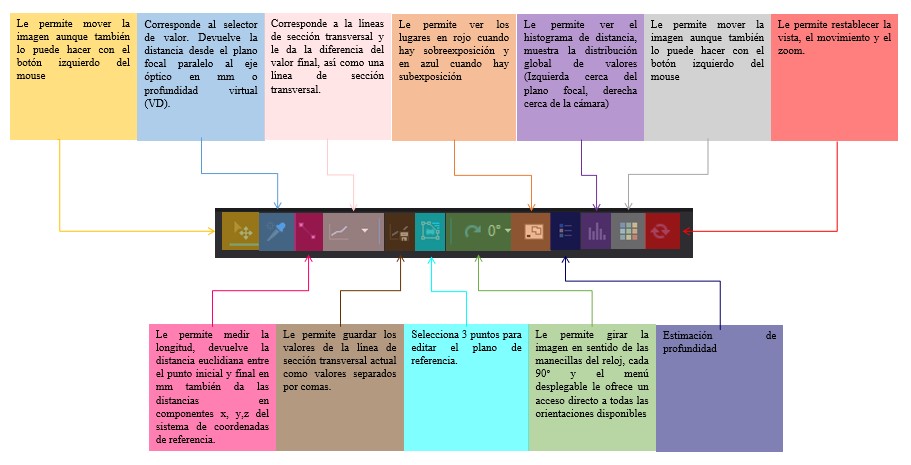 Le permite mover la
imagen aunque también
lo puede hacer con el
botón izquierdo del
mouse
Corresponde al selector
de valor. Devuelve la
distancia desde el plano
focal paralelo al eje
óptico en mm o
profundidad virtual
(VD).
Corresponde a la líneas
de sección transversal y
le da la diferencia del
valor final, así como una
linea de sección
transversal.
Le permite ver los
lugares en rojo cuando
hay sobreexposición y
en azul cuando hay
subexposición
Le permite ver el
histograma de distancia,
muestra la distribución
global de valores
(Izquierda cerca del
plano focal, derecha
cerca de la cámara)
Le permite mover la
imagen aunque también
lo puede hacer con el
botón izquierdo del
mouse
Le permite restablecer la
vista, el movimiento y el
zoom.
0°
Le permite medir la
longitud, devuelve la
distancia euclidiana entre
el punto inicial y final en
mm también da las
distancias en
componentes x, y,z del
sistema de coordenadas
de referencia.
Le permite guardar los
valores de la línea de
sección transversal actual
como valores separados
por comas.
Selecciona 3 puntos para
editar el plano de
referencia.
Le permite girar la
imagen en sentido de las
manecillas del reloj, cada
90° y el menú
desplegable le ofrece un
acceso directo a todas las
orientaciones disponibles
Estimación de
profundidad